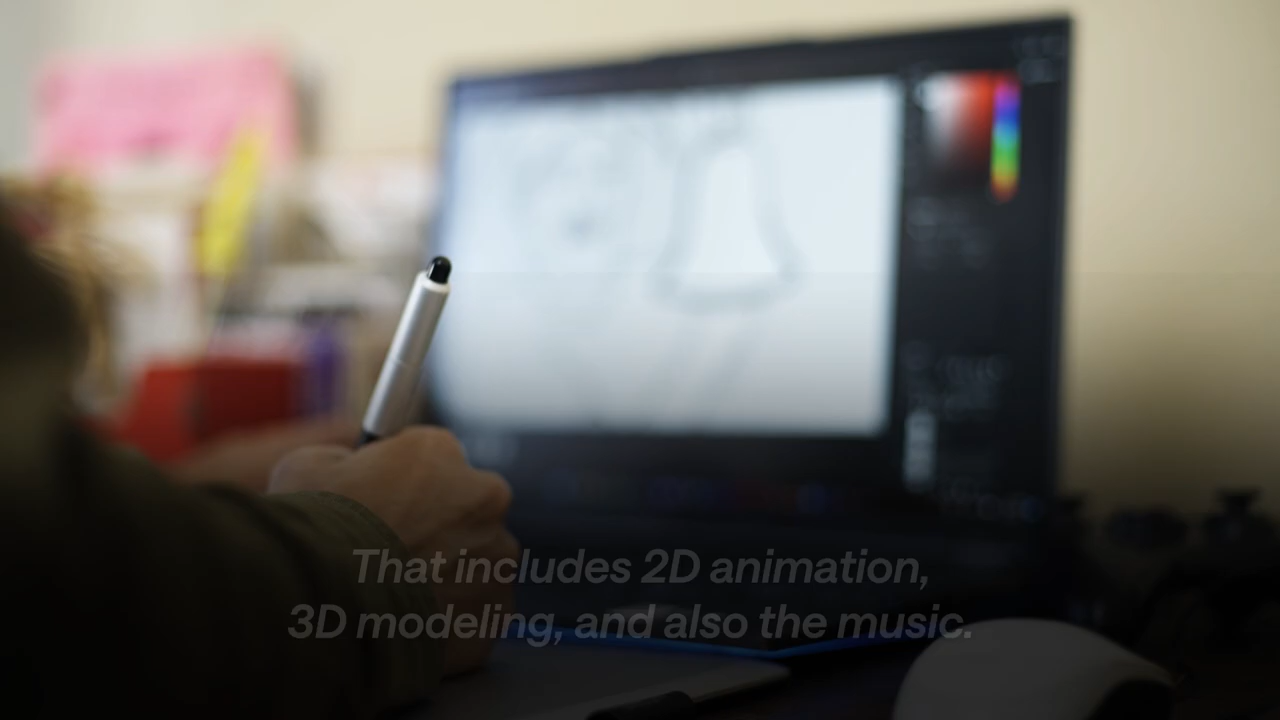 That includes 2D animation,
3D modeling, and also the music.